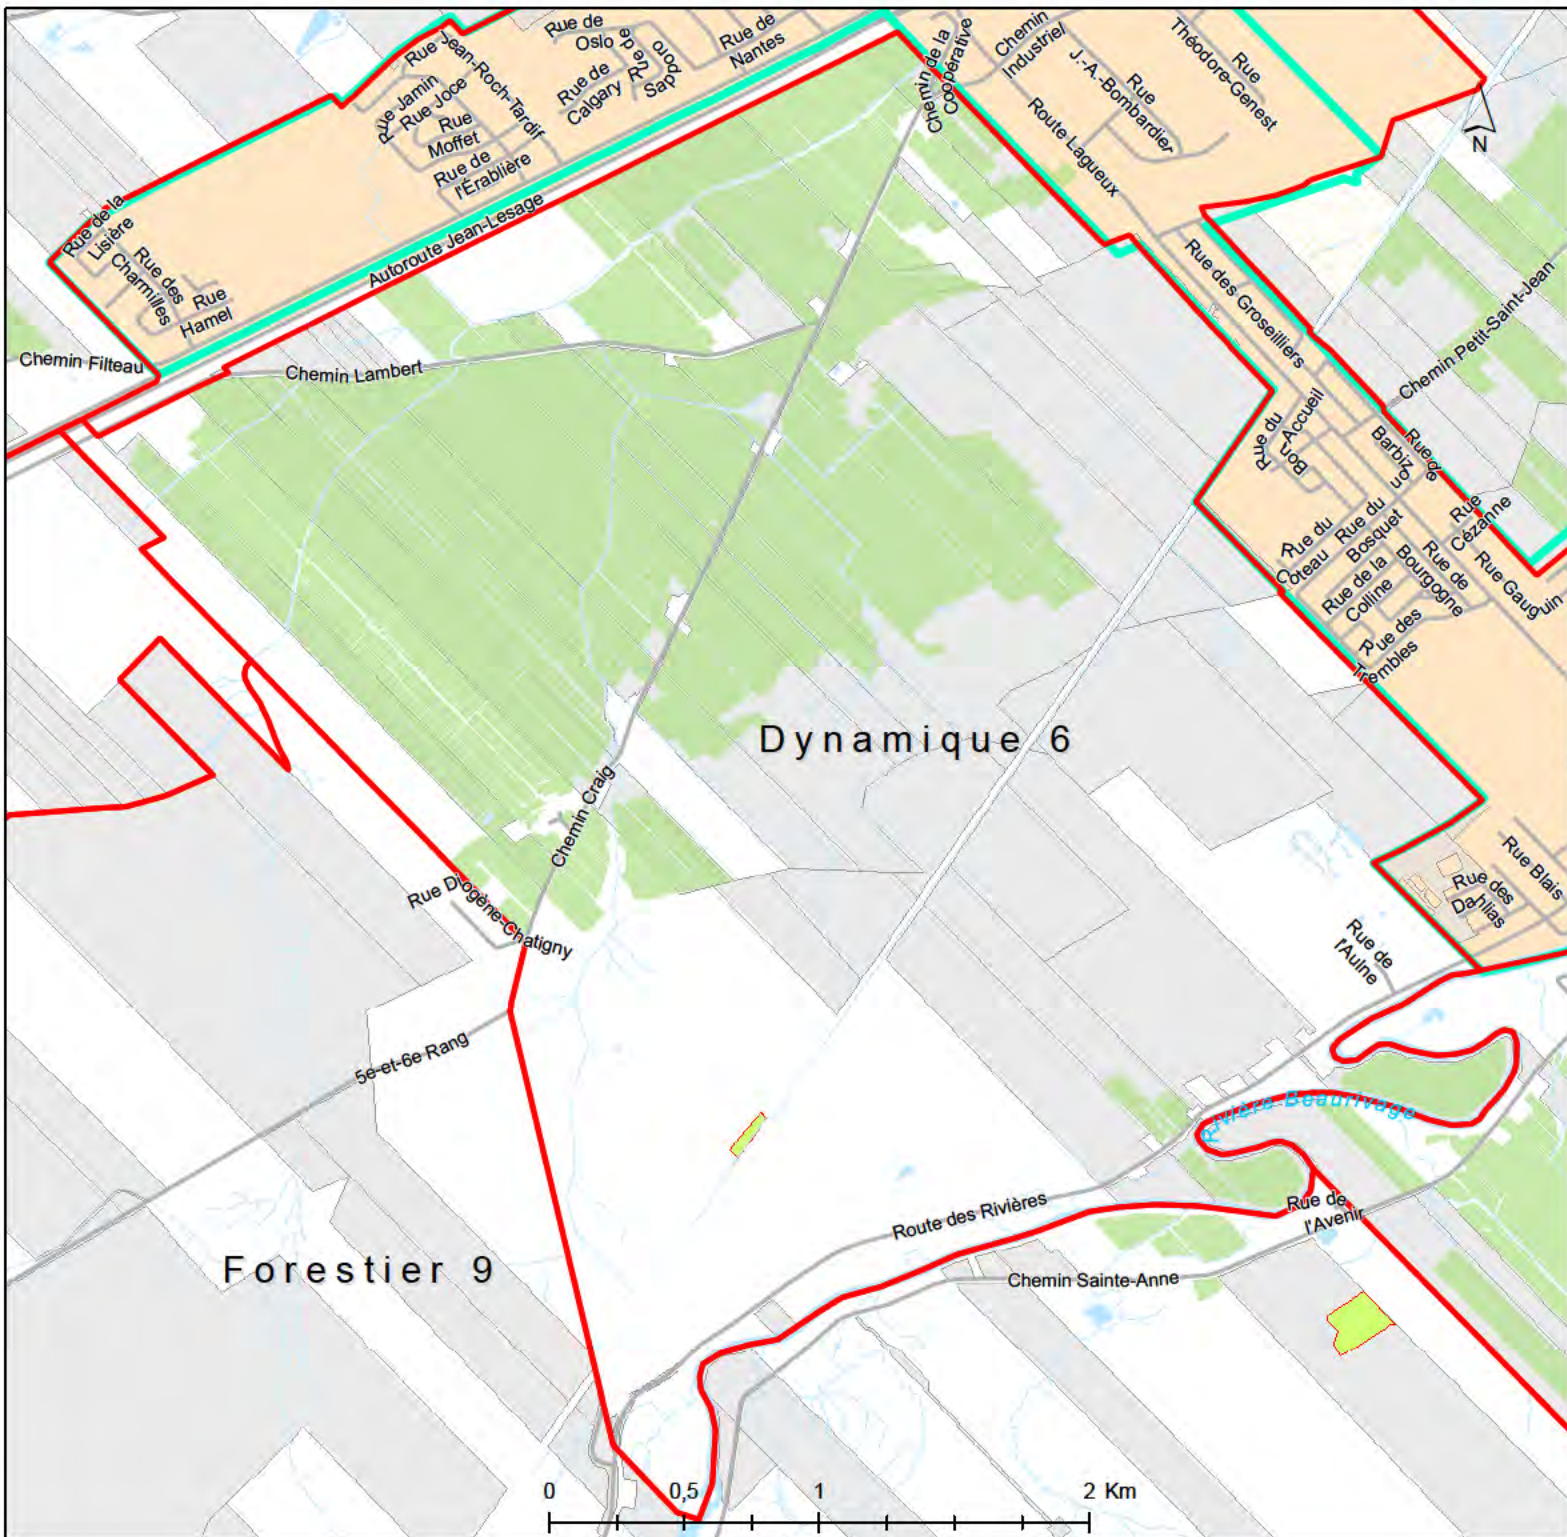 Rue Jean-Roch-Tardif
Rue de
Oslo
Rue de
Sapporo
Rue de
Nantes
Rue de
Calgary
Rue Jamin
Rue Joce
Rue
Moffet
Rue de
l'Érablière
Chemin de la
Coopérative
Chemin
Industriel
Rue
J.-A.-Bombardier
Rue
Théodore-Genest
Route Lagueux
N
Rue de la
Lisière
Rue des
Charmilles
Rue
Hamel
Autoroute Jean-Lesage
Chemin Filteau
Chemin Lambert
Rue des Groseilliers
Chemin Petit-Saint-Jean
Rue du
Bon Accueil
Rue de
Barbizon
Rue
Cézanne
Rue du
Coteau
Rue du
Bosquet
Rue de la
Colline
Rue de
Bourgogne
Rue Gauguin
Rue des
Trembles
Dynamique 6
Chemin Craig
Rue Diogène-Chatigny
Rue Blais
Rue des
Dahlias
Rue de
l'Aulne
5e-et-6e Rang
Rivière Beaurivage
Route des Rivières
Rue de
l'Avenir
Forestier 9
Chemin Sainte-Anne
0 0,5 1 2 Km